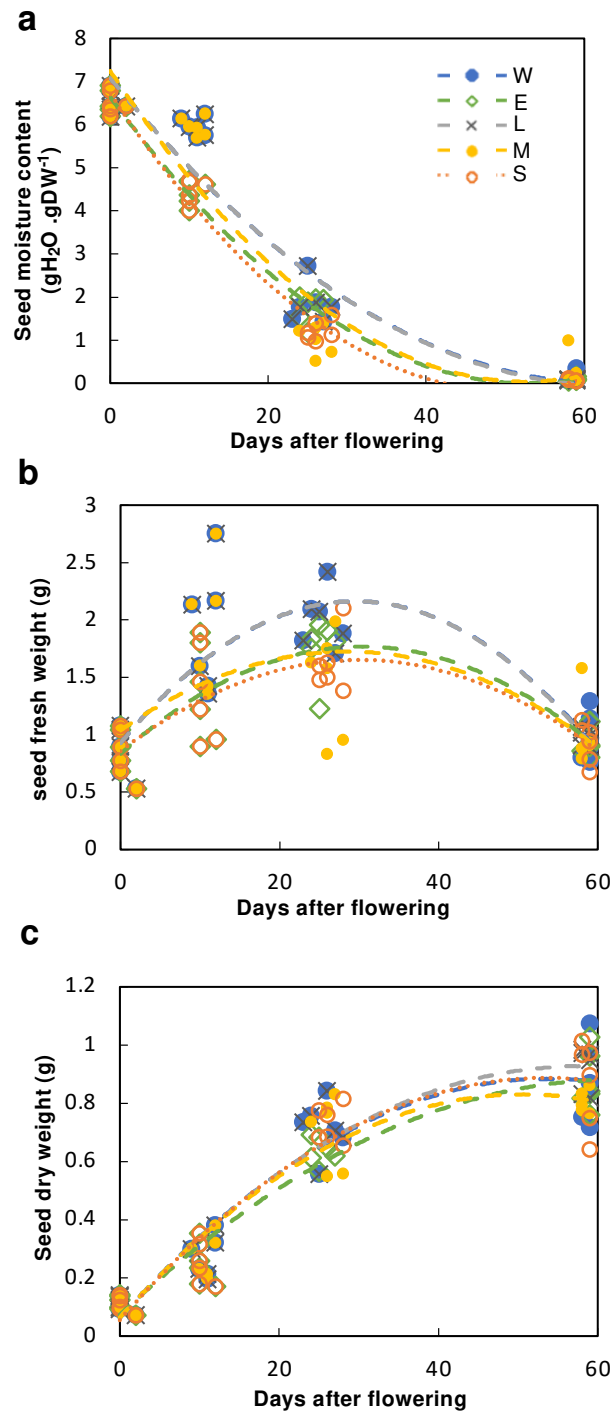 a
8
7
6
5
4
3
2
1
0
Seed moisture content
(gH₂O .gDW⁻¹)
W
E
L
M
S
0 20 40 60
Days after flowering
b
3
2.5
2
1.5
1
0.5
0
seed fresh weight (g)
0 20 40 60
Days after flowering
c
1.2
1
0.8
0.6
0.4
0.2
0
Seed dry weight (g)
0 20 40 60
Days after flowering